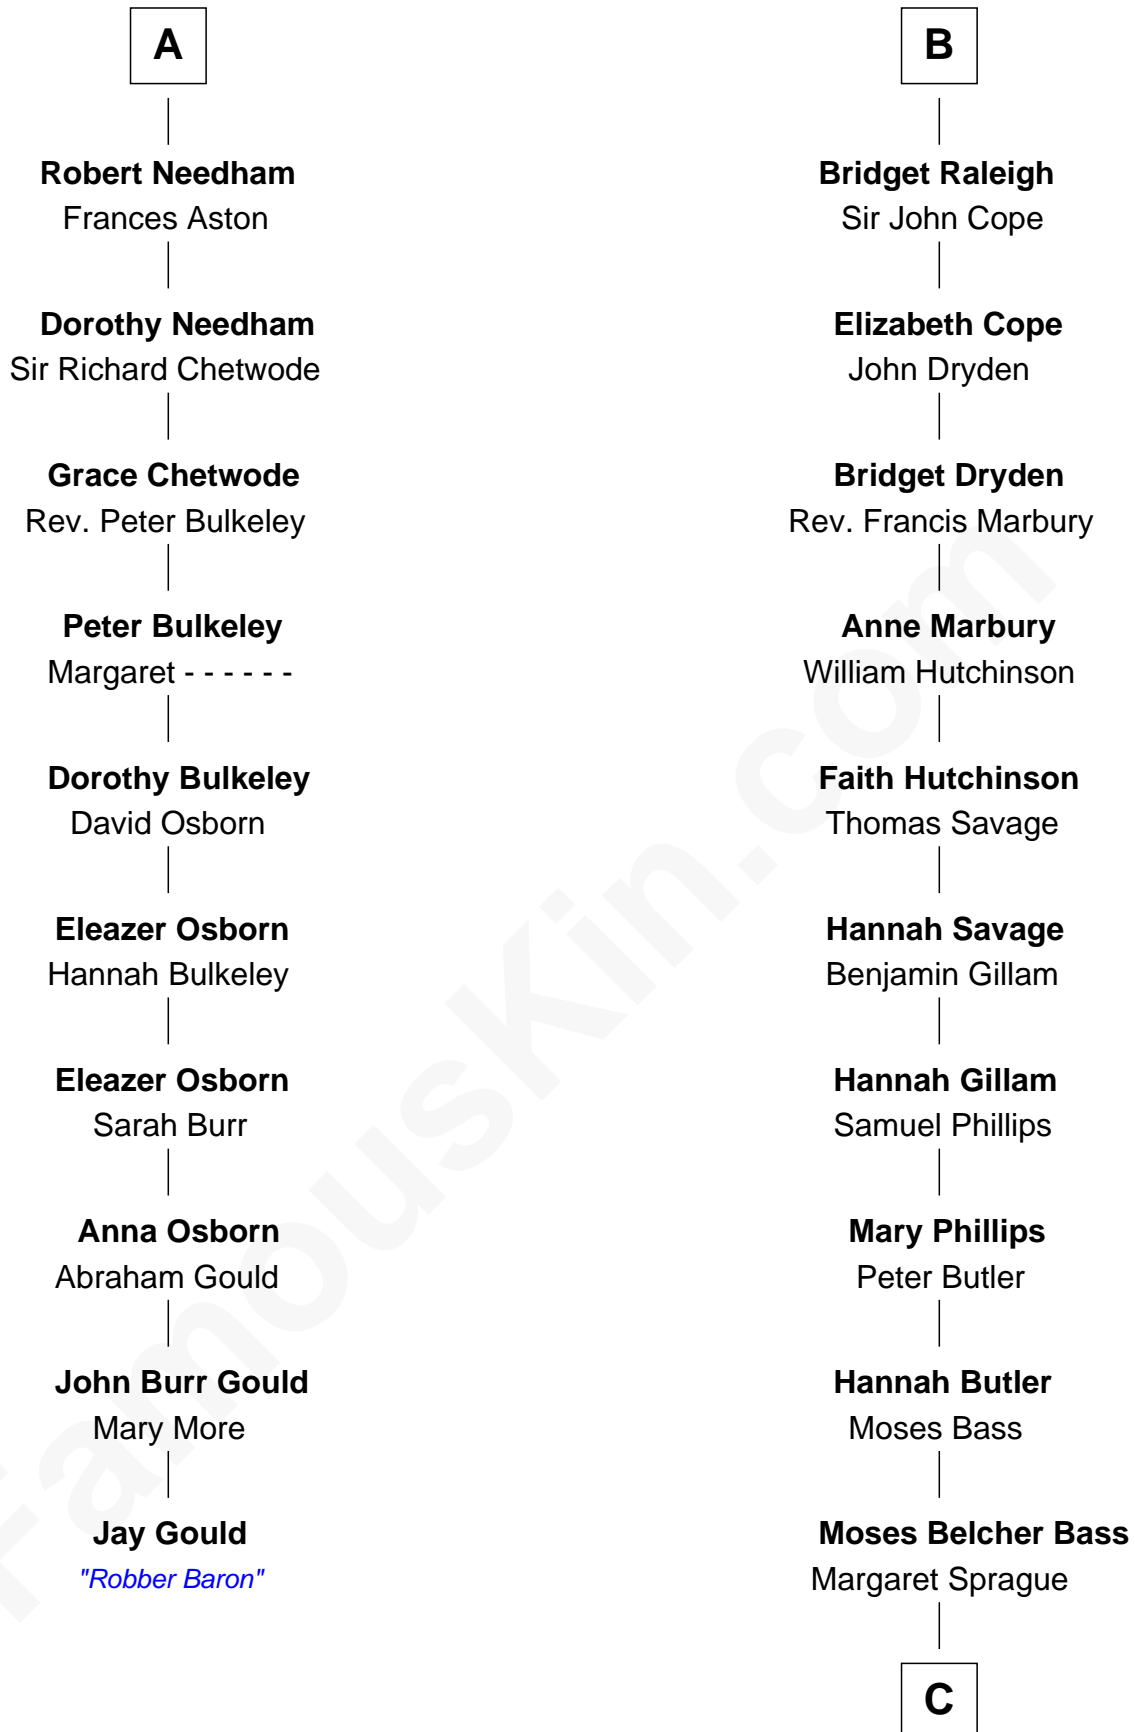 A
Robert Needham
Frances Aston
Dorothy Needham
Sir Richard Chetwode
Grace Chetwode
Rev. Peter Bulkeley
Peter Bulkeley
Margaret - - - - - -
Dorothy Bulkeley
David Osborn
Eleazer Osborn
Hannah Bulkeley
Eleazer Osborn
Sarah Burr
Anna Osborn
Abraham Gould
John Burr Gould
Mary More
Jay Gould
"Robber Baron"
B
Bridget Raleigh
Sir John Cope
Elizabeth Cope
John Dryden
Bridget Dryden
Rev. Francis Marbury
Anne Marbury
William Hutchinson
Faith Hutchinson
Thomas Savage
Hannah Savage
Benjamin Gillam
Hannah Gillam
Samuel Phillips
Mary Phillips
Peter Butler
Hannah Butler
Moses Bass
Moses Belcher Bass
Margaret Sprague
C
FamousKin.com